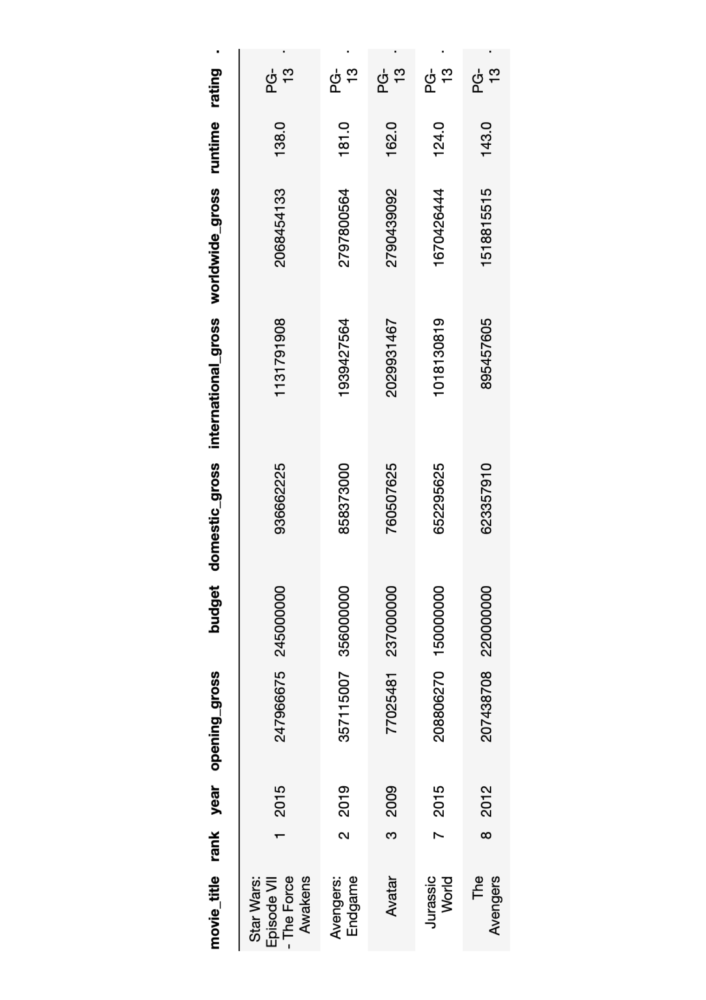 movie_title rank year opening_gross budget domestic_gross international_gross worldwide_gross runtime rating .
Star Wars:
Episode VII
- The Force
Awakens 1 2015 247966675 245000000 936662225 1131791908 2068454133 138.0 PG-
13 .
Avengers:
Endgame 2 2019 357115007 356000000 858373000 1939427564 2797800564 181.0 PG-
13 .
Avatar 3 2009 77025481 237000000 760507625 2029931467 2790439092 162.0 PG-
13 .
Jurassic
World 7 2015 208806270 150000000 652295625 1018130819 1670426444 124.0 PG-
13 .
The
Avengers 8 2012 207438708 220000000 623357910 895457605 1518815515 143.0 PG-
13 .